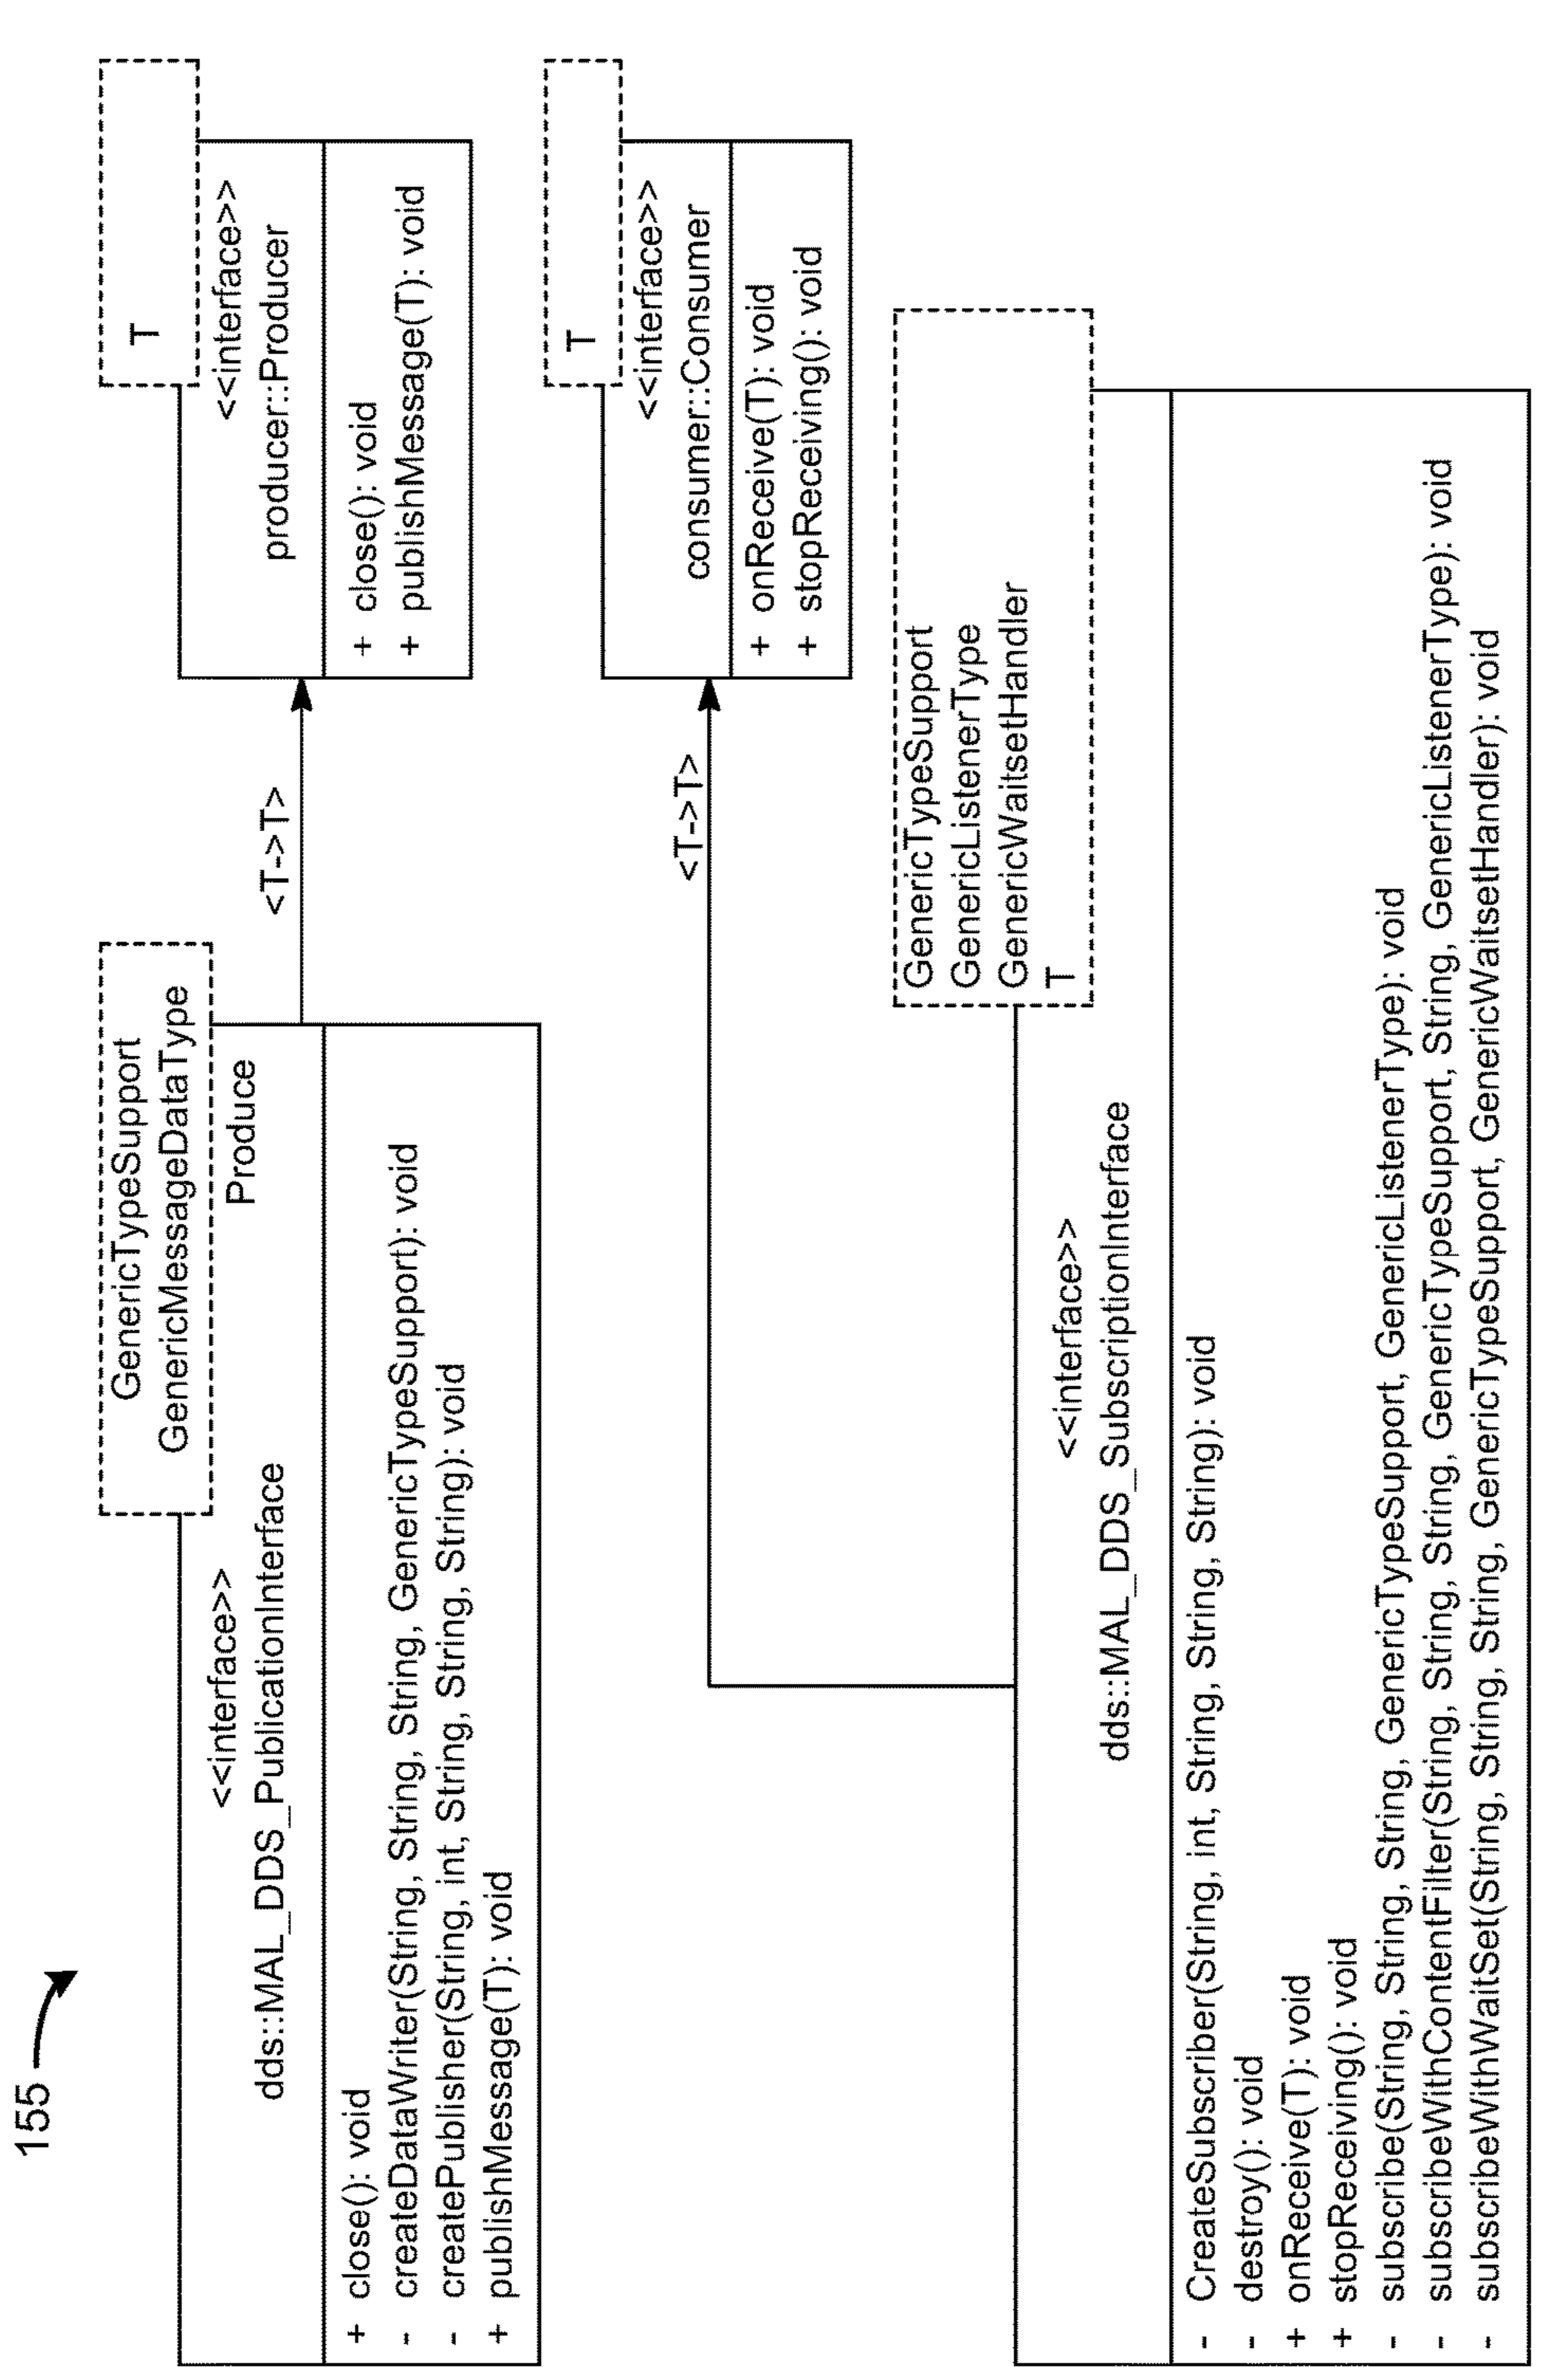 155
GenericTypeSupport
GenericMessageDataType
<<interface>>
Produce
dds::MAL_DDS_PublicationInterface
+ close(): void
- createDataWriter(String, String, String, String, GenericTypeSupport): void
- createPublisher(String, int, String, String, String): void
+ publishMessage(T): void
<T->T>
T
<<interface>>
producer::Producer
+ close(): void
+ publishMessage(T): void
<T->T>
T
<<interface>>
consumer::Consumer
+ onReceive(T): void
+ stopReceiving(): void
GenericTypeSupport
GenericListenerType
GenericWaitsetHandler
T
<<interface>>
dds::MAL_DDS_SubscriptionInterface
- CreateSubscriber(String, int, String, String, String): void
- destroy(): void
+ onReceive(T): void
+ stopReceiving(): void
- subscribe(String, String, String, String, GenericTypeSupport, GenericListenerType): void
- subscribeWithContentFilter(String, String, String, String, GenericTypeSupport, String, GenericListenerType): void
- subscribeWithWaitSet(String, String, String, String, GenericTypeSupport, GenericWaitsetHandler): void